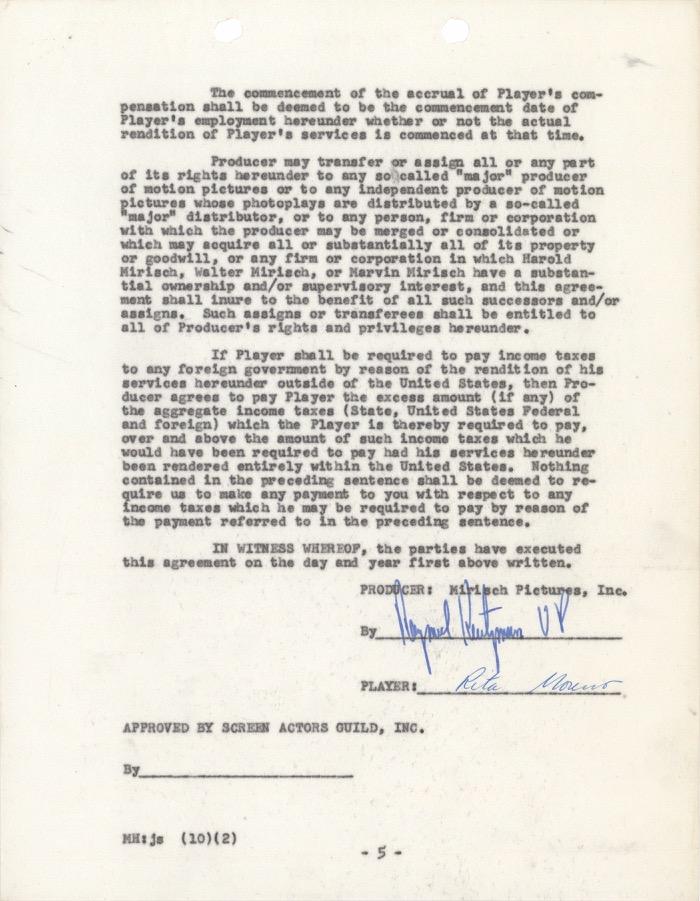 The commencement of the accrual of Player's com-
pensation shall be deemed to be the commencement date of
Player's employment hereunder whether or not the actual
rendition of Player's services is commenced at that time.
Producer may transfer or assign all or any part
of its rights hereunder to any so called "major" producer
of motion pictures or to any independent producer of motion
pictures whose photoplays are distributed by a so-called
"major" distributor, or to any person, firm or corporation
with which the producer may be merged or consolidated or
which may acquire all or substantially all of its property
or goodwill, or any firm or corporation in which Harold
Mirisch, Walter Mirisch, or Marvin Mirisch have a substan-
tial ownership and/or supervisory interest, and this agree-
ment shall inure to the benefit of all such successors and/or
assigns. Such assigns or transferees shall be entitled to
all of Producer's rights and privileges hereunder.
If Player shall be required to pay income taxes
to any foreign government by reason of the rendition of his
services hereunder outside of the United States, then Pro-
ducer agrees to pay Player the excess amount (if any) of
the aggregate income taxes (State, United States Federal
and foreign) which the Player is thereby required to pay,
over and above the amount of such income taxes which he
would have been required to pay had his services hereunder
been rendered entirely within the United States. Nothing
contained in the preceding sentence shall be deemed to re-
quire us to make any payment to you with respect to any
income taxes which he may be required to pay by reason of
the payment referred to in the preceding sentence.
IN WITNESS WHEREOF, the parties have executed
this agreement on the day and year first above written.
PRODUCER: Mirisch Pictures, Inc.
By VP
PLAYER: Rita Moreno
APPROVED BY SCREEN ACTORS GUILD, INC.
By
MH:js (10)(2)
- 5 -